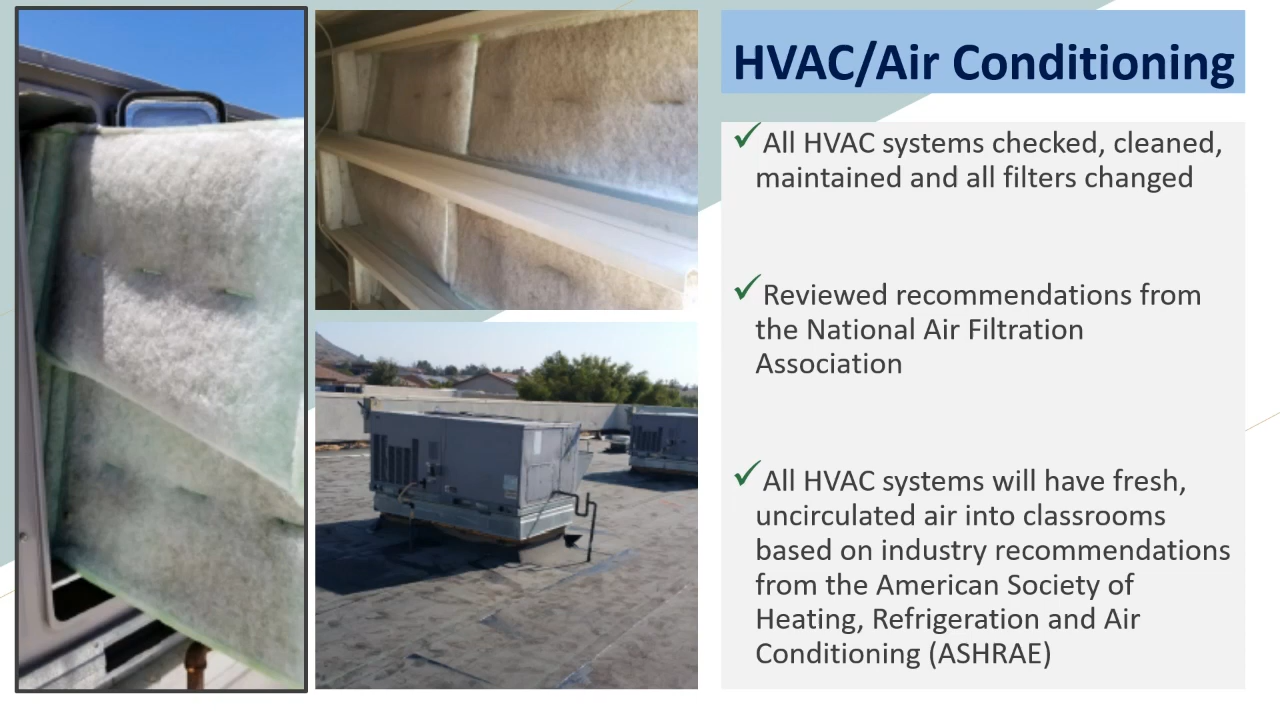 HVAC/Air Conditioning
✓All HVAC systems checked, cleaned,
maintained and all filters changed
✓Reviewed recommendations from
the National Air Filtration
Association
✓All HVAC systems will have fresh,
uncirculated air into classrooms
based on industry recommendations
from the American Society of
Heating, Refrigeration and Air
Conditioning (ASHRAE)